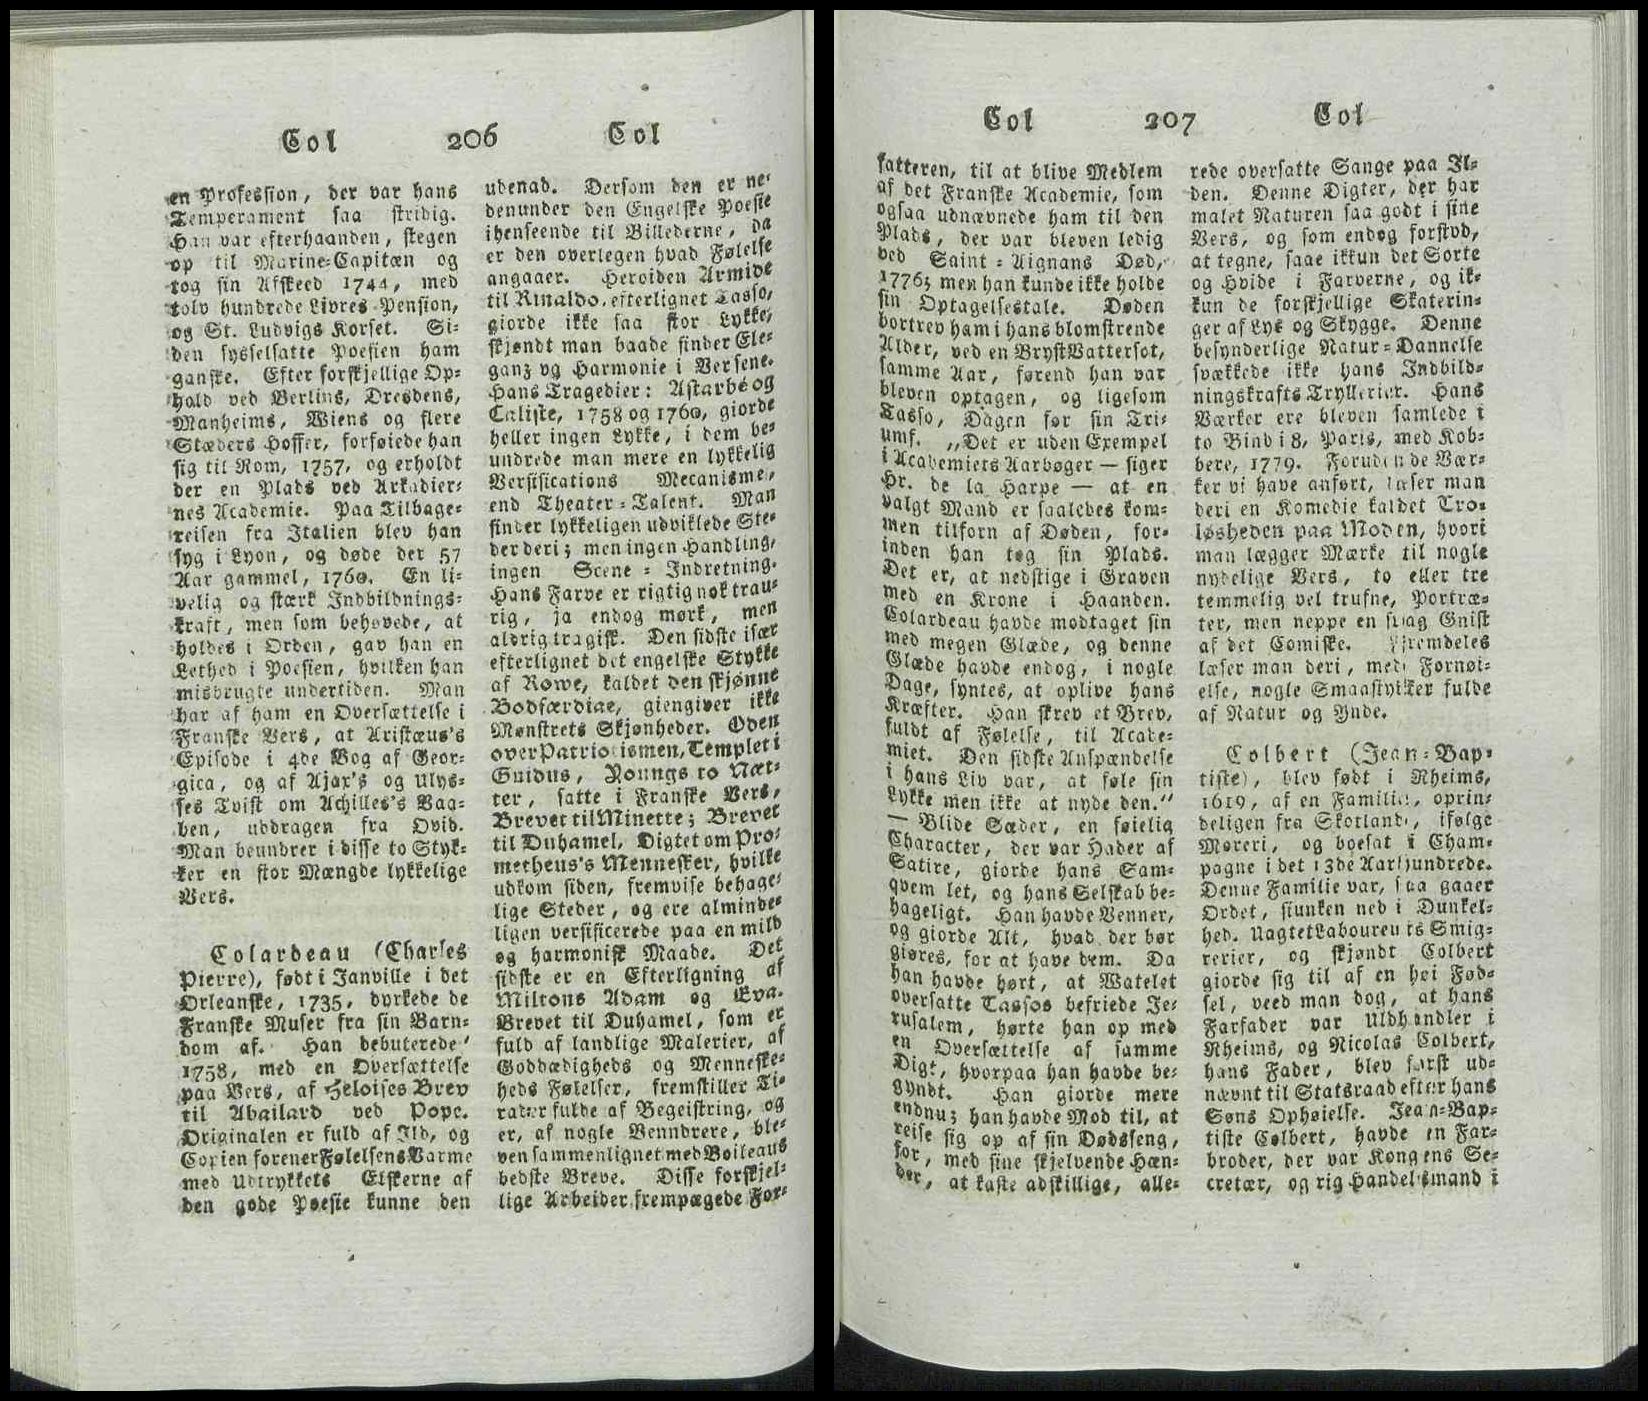 Col 206 Col
en Profession, der var hans
Temperament saa stridig.
Han var efterhaanden, stegen
op til Marine-Capitæn og
tog sin Afskeed 1744, med
tolv hundrede Livres Pension,
og St. Ludvigs Korset. Si-
den sysselsatte Poesien ham
ganske. Efter forskjellige Op-
hold ved Berlins, Dresdens,
Manheims, Wiens og flere
Stæders Hoffer, forføiede han
sig til Rom, 1757, og erholdt
der en Plads ved Arkadier-
nes Academie. Paa Tilbage-
reisen fra Italien blev han
syg i Lyon, og døde der 57
Aar gammel, 1760. En li-
velig og stærk Indbildnings-
kraft, men som behøvede, at
holdes i Orden, gav han en
Lethed i Poesien, hvilken han
misbrugte undertiden. Man
har af ham en Oversættelse i
Franske Vers, at Aristæus's
Episode i 4de Bog af Geor-
gica, og af Ajax's og Ulys-
ses Tvist om Achilles's Vaa-
ben, uddragen fra Ovid.
Man beundrer i disse to Styk-
ker en stor Mængde lykkelige
Vers.
Colardeau (Charles
Pierre), født i Janville i det
Orleanske, 1735, dyrkede de
Franske Muser fra sin Barn-
dom af. Han debuterede
1758, med en Oversættelse
paa Vers, af Heloises Brev
til Abailard ved Pope.
Originalen er fuld af Ild, og
Copien forener Følelsens Varme
med Udtrykkets Elskerne af
den gode Poesie kunne den
udenad. Dersom den er ne-
denunder den Engelske Poesie
ihenseende til Billederne, da
er den overlegen hvad Følelse
angaaer. Heroiden Armide
til Rinaldo, efterlignet Tasso,
giorde ikke saa stor Lykke,
skjøndt man baade finder Ele-
ganz og Harmonie i Versene.
Hans Tragedier: Astarbé og
Caliste, 1758 og 1760, giorde
heller ingen Lykke, i dem be-
undrede man mere en lykkelig
Versifications Mecanisme,
end Theater-Talent. Man
finder lykkeligen udviklede Ste-
der deri; men ingen Handling,
ingen Scene-Indretning.
Hans Farve er rigtig nok trau-
rig, ja endog mørk, men
aldrig tragisk. Den sidste især
efterlignet det engelske Stykke
af Rowe, kaldet den skjønne
Bodfærdige, giengiver ikke
Mønstrets Skjønheder. Oden
over Patriotismen, Templet i
Gnidus, Youngs to Næt-
ter, satte i Franske Vers,
Brevet til Minette; Brevet
til Duhamel, Digtet om Pro-
metheus's Mennesker, hvilke
udkom siden, fremvise behage-
lige Steder, og ere alminde-
ligen versificerede paa en mild
og harmonisk Maade. Det
sidste er en Efterligning af
Miltons Adam og Eva.
Brevet til Duhamel, som er
fuld af landlige Malerier, af
Goddædigheds og Menneske-
heds Følelser, fremstiller Ti-
rader fulde af Begeistring, og
er, af nogle Venndrere, ble-
ven sammenlignet med Boileaus
bedste Breve. Disse forskjel-
lige Arbeider, frempægede For-
Col 207 Col
fatteren, til at blive Medlem
af det Franske Academie, som
ogsaa udnævnede ham til den
Plads, der var bleven ledig
ved Saint-Aignans Død,
1776; men han kunde ikke holde
sin Optagelsestale. Døden
bortrev ham i hans blomstrende
Alder, ved en Bryst Vattersot,
samme Aar, førend han var
bleven optagen, og ligesom
Tasso, Dagen før sin Tri-
umf. „Det er uden Exempel
i Academiets Aarbøger — siger
Hr. de la Harpe — at en
valgt Mand er saaledes kom-
men tilforn af Døden, for-
inden han tog sin Plads.
Det er, at nedstige i Graven
med en Krone i Haanden.
Colardeau havde modtaget sin
med megen Glæde, og denne
Glæde havde endog, i nogle
Dage, syntes, at oplive hans
Kræfter. Han skrev et Brev,
fuldt af Følelse, til Acade-
miet. Den sidste Anspændelse
i hans Liv var, at føle sin
Lykke men ikke at nyde den.“
— Blide Sæder, en føielig
Character, der var Hader af
Satire, giorde hans Sam-
qvem let, og hans Selskab be-
hageligt. Han havde Venner,
og giorde Alt, hvad der bør
giøres, for at have dem. Da
han havde hørt, at Watelet
oversatte Tassos befriede Je-
rusalem, hørte han op med
en Oversættelse af samme
Digt, hvorpaa han havde be-
gyndt. Han giorde mere
endnu; han havde Mod til, at
reise sig op af sin Dødsseng,
for, med sine skjelvende Hæn-
der, at kaste adskillige, alle-
rede oversatte Sange paa Il-
den. Denne Digter, der har
malet Naturen saa godt i sine
Vers, og som endog forstod,
at tegne, saae ikkun det Sorte
og Hvide i Farverne, og ik-
kun de forskjellige Skaterin-
ger af Lys og Skygge. Denne
besynderlige Natur-Dannelse
svækkede ikke hans Indbild-
ningskrafts Tryllerier. Hans
Værker ere bleven samlede i
to Bind i 8, Paris, med Kob-
bere, 1779. Foruden de Vær-
ker vi have anført, læser man
deri en Komedie kaldet Tro-
løsheden paa Moden, hvori
man lægger Mærke til nogle
nydelige Vers, to eller tre
temmelig vel trufne, Portræ-
ter, men neppe en svag Gnist
af det Comiske. Fremdeles
læser man deri, med Fornøi-
else, nogle Smaastykker fulde
af Natur og Ynde.
Colbert (Jean-Bap-
tiste), blev født i Rheims,
1619, af en Familie, oprin-
deligen fra Skotland, ifølge
Moreri, og boesat i Cham-
pagne i det 13de Aarhundrede.
Denne Familie var, saa gaaer
Ordet, siunken ned i Dunkel-
hed. Uagtet Laboureurs Smig-
rerier, og skjøndt Colbert
giorde sig til af en høi Fød-
sel, veed man dog, at hans
Farfader var Uldhandler i
Rheims, og Nicolas Colbert,
hans Fader, blev først ud-
nævnt til Statsraad efter hans
Søns Ophøielse. Jean-Bap-
tiste Colbert, havde en Far-
broder, der var Kongens Se-
cretær, og rig Handelsmand i